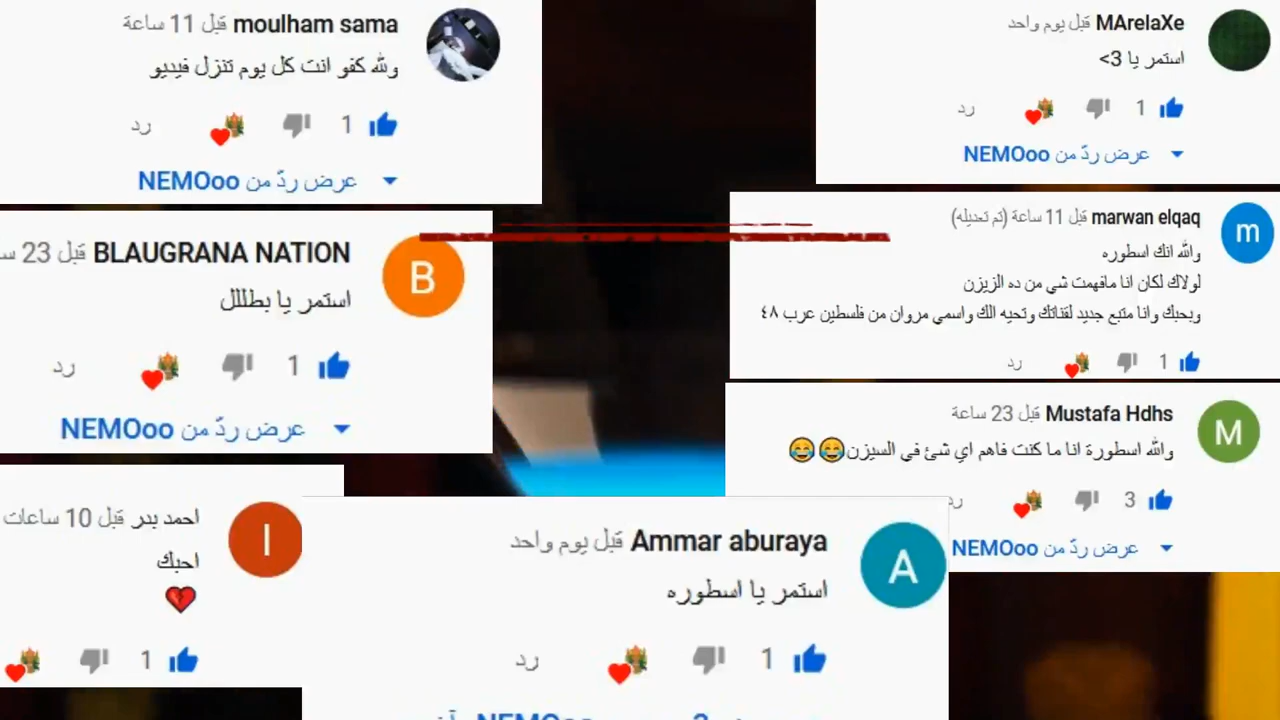 moulham sama قبل 11 ساعة
والله كفو انت كل يوم تنزل فيديو
1 رد
عرض ردّ من NEMOoo
MArelaXe قبل يوم واحد
استمر يا 3>
1 رد
عرض ردّ من NEMOoo
BLAUGRANA NATION قبل 23 س
استمر يا بطللل
1 رد
عرض ردّ من NEMOoo
marwan elqaq قبل 11 ساعة (تم تعديله)
والله انك اسطوره
لولاك لكان انا مافهمت شي من ده الزيزن
وبحبك وانا متبع جديد لقناتك وتحيه الك واسمي مروان من فلسطين عرب ٤٨
1 رد
Mustafa Hdhs قبل 23 ساعة
والله اسطورة انا ما كنت فاهم اي شئ في السيزن😂😂
3 رد
عرض ردّ من NEMOoo
احمد بدر قبل 10 ساعات
احبك
💔
1
Ammar aburaya قبل يوم واحد
استمر يا اسطوره
1 رد
NEMOoo